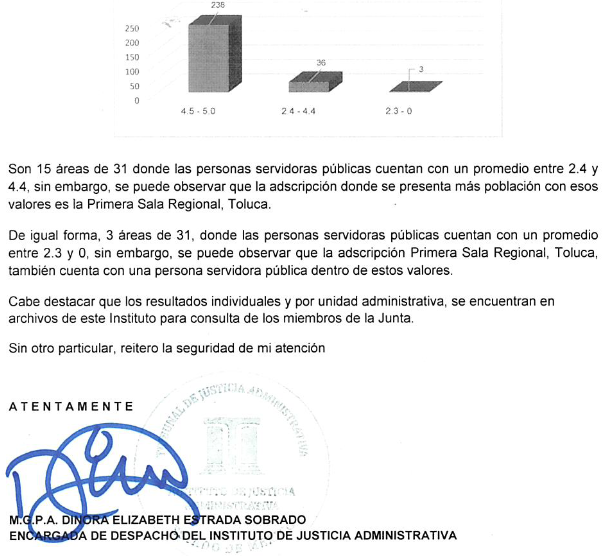 238
250
200
150
100
50
0
36
3
4.5 - 5.0
2.4 - 4.4
2.3 - 0
Son 15 áreas de 31 donde las personas servidoras públicas cuentan con un promedio entre 2.4 y
4.4, sin embargo, se puede observar que la adscripción donde se presenta más población con esos
valores es la Primera Sala Regional, Toluca.
De igual forma, 3 áreas de 31, donde las personas servidoras públicas cuentan con un promedio
entre 2.3 y 0, sin embargo, se puede observar que la adscripción Primera Sala Regional, Toluca,
también cuenta con una persona servidora pública dentro de estos valores.
Cabe destacar que los resultados individuales y por unidad administrativa, se encuentran en
archivos de este Instituto para consulta de los miembros de la Junta.
Sin otro particular, reitero la seguridad de mi atención
A T E N T A M E N T E
TRIBUNAL DE JUSTICIA ADMINISTRATIVA
INSTITUTO DE JUSTICIA
ADMINISTRATIVA
M.G.P.A. DINORA ELIZABETH ESTRADA SOBRADO
ENCARGADA DE DESPACHO DEL INSTITUTO DE JUSTICIA ADMINISTRATIVA